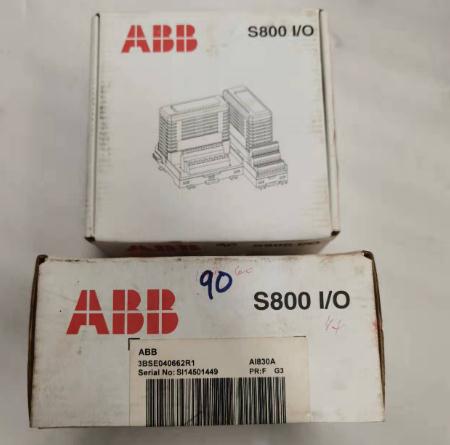 ABB
S800 I/O
90
ABB
S800 I/O
ABB
3BSE040662R1 AI830A
Serial No: SI14501449 PR:F G3